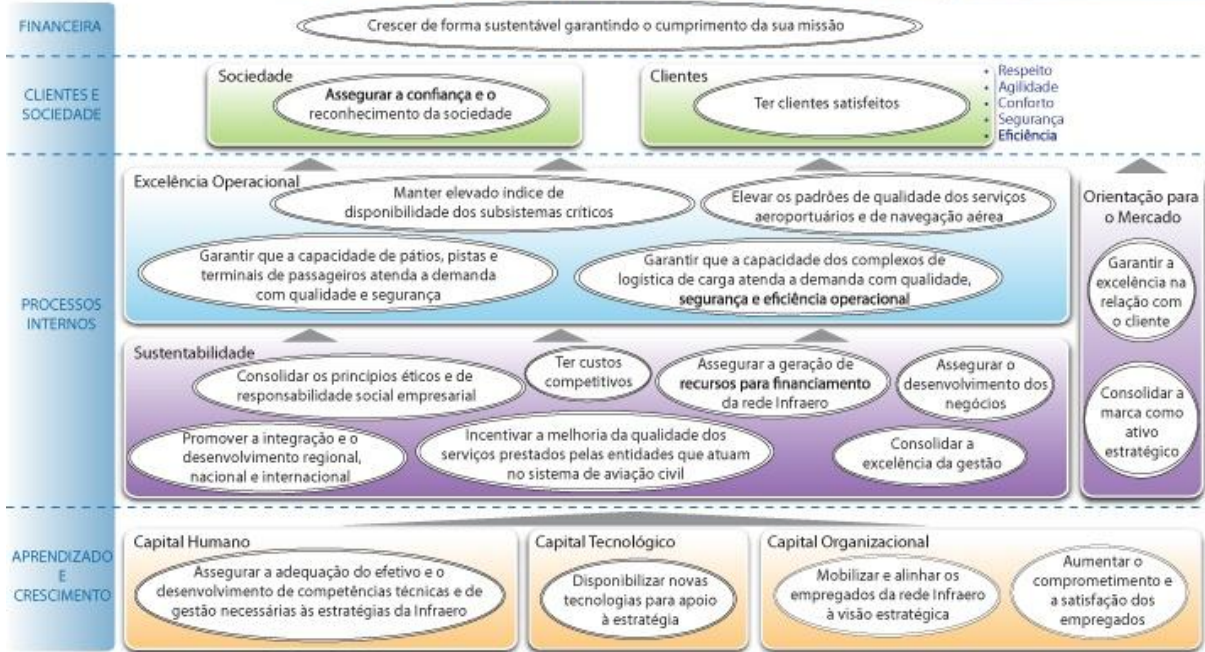 FINANCEIRA
Crescer de forma sustentável garantindo o cumprimento da sua missão
CLIENTES E
SOCIEDADE
Sociedade
Assegurar a confiança e o
reconhecimento da sociedade
Clientes
Ter clientes satisfeitos
• Respeito
• Agilidade
• Conforto
• Segurança
• Eficiência
PROCESSOS
INTERNOS
Excelência Operacional
Manter elevado índice de
disponibilidade dos subsistemas críticos
Elevar os padrões de qualidade dos serviços
aeroportuários e de navegação aérea
Garantir que a capacidade de pátios, pistas e
terminais de passageiros atenda a demanda
com qualidade e segurança
Garantir que a capacidade dos complexos de
logística de carga atenda a demanda com qualidade,
segurança e eficiência operacional
Orientação para
o Mercado
Garantir a
excelência na
relação com
o cliente
Consolidar a
marca como
ativo
estratégico
Sustentabilidade
Consolidar os princípios éticos e de
responsabilidade social empresarial
Ter custos
competitivos
Assegurar a geração de
recursos para financiamento
da rede Infraero
Assegurar o
desenvolvimento dos
negócios
Promover a integração e o
desenvolvimento regional,
nacional e internacional
Incentivar a melhoria da qualidade dos
serviços prestados pelas entidades que atuam
no sistema de aviação civil
Consolidar a
excelência da gestão
APRENDIZADO
E
CRESCIMENTO
Capital Humano
Assegurar a adequação do efetivo e o
desenvolvimento de competências técnicas e de
gestão necessárias às estratégias da Infraero
Capital Tecnológico
Disponibilizar novas
tecnologias para apoio
à estratégia
Capital Organizacional
Mobilizar e alinhar os
empregados da rede Infraero
à visão estratégica
Aumentar o
comprometimento e
a satisfação dos
empregados